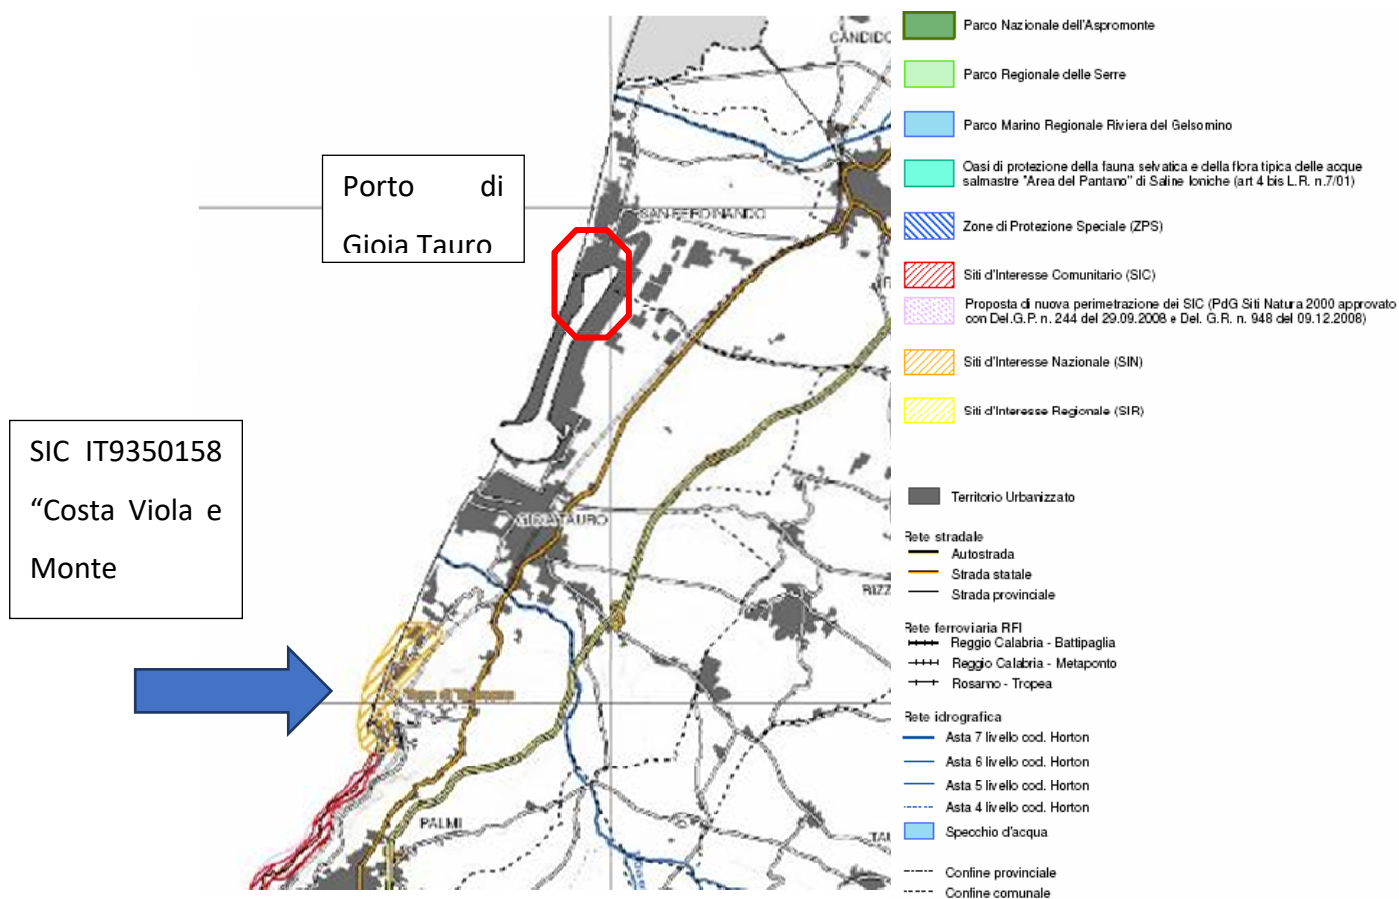 CANDIDO
Porto di
Gioia Tauro
SAN FERDINANDO
SIC IT9350158
“Costa Viola e
Monte
GIOIA TAURO
RIZZ
PALMI
TAU
Parco Nazionale dell'Aspromonte
Parco Regionale delle Serre
Parco Marino Regionale Riviera del Gelsomino
Oasi di protezione della fauna selvatica e della flora tipica delle acque
salmastre "Area del Pantano" di Saline Ioniche (art 4 bis L.R. n.7/01)
Zone di Protezione Speciale (ZPS)
Siti d'Interesse Comunitario (SIC)
Proposta di nuova perimetrazione dei SIC (PdG Siti Natura 2000 approvato
con Del.G.P. n. 244 del 29.09.2008 e Del. G.R. n. 948 del 09.12.2008)
Siti d'Interesse Nazionale (SIN)
Siti d'Interesse Regionale (SIR)
Territorio Urbanizzato
Rete stradale
Autostrada
Strada statale
Strada provinciale
Rete ferroviaria RFI
Reggio Calabria - Battipaglia
Reggio Calabria - Metaponto
Rosarno - Tropea
Rete idrografica
Asta 7 livello cod. Horton
Asta 6 livello cod. Horton
Asta 5 livello cod. Horton
Asta 4 livello cod. Horton
Specchio d'acqua
Confine provinciale
Confine comunale